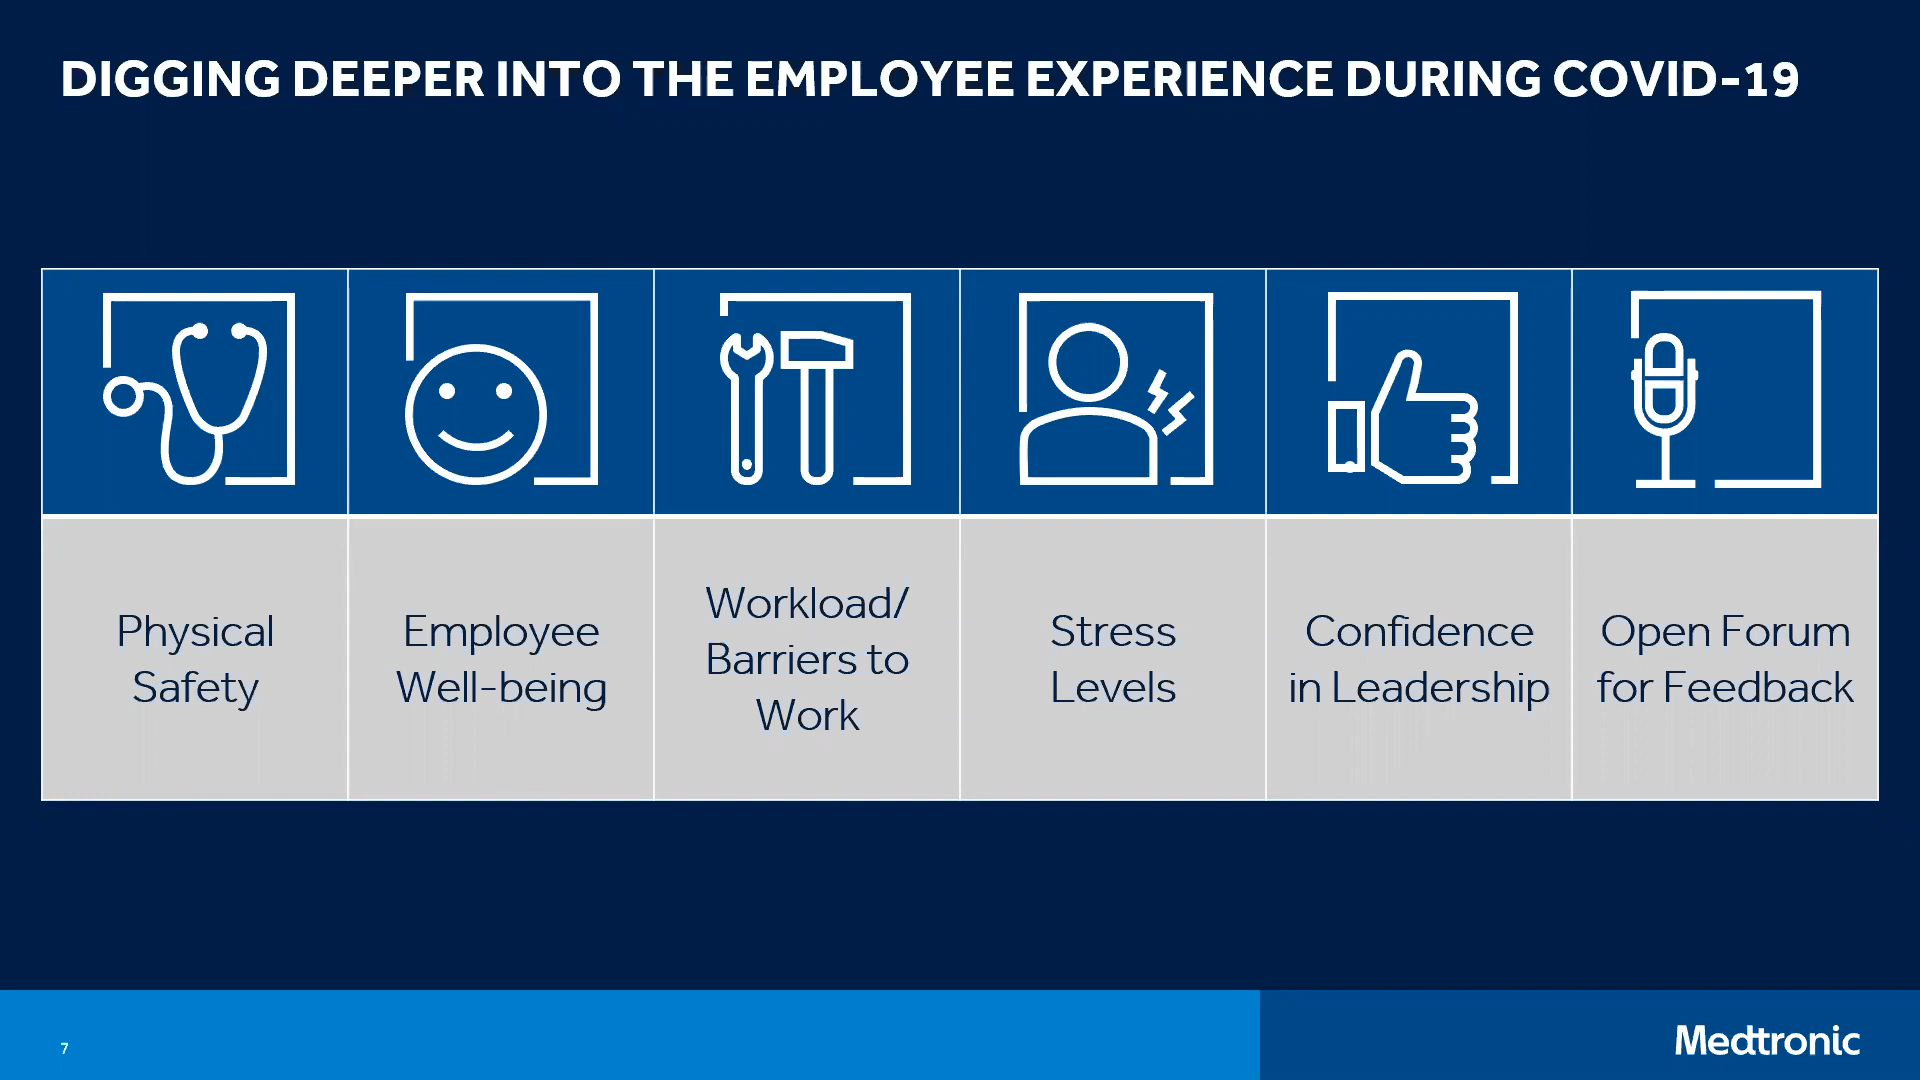 DIGGING DEEPER INTO THE EMPLOYEE EXPERIENCE DURING COVID-19
Physical
Safety
Employee
Well-being
Workload/
Barriers to
Work
Stress
Levels
Confidence
in Leadership
Open Forum
for Feedback
7
Medtronic